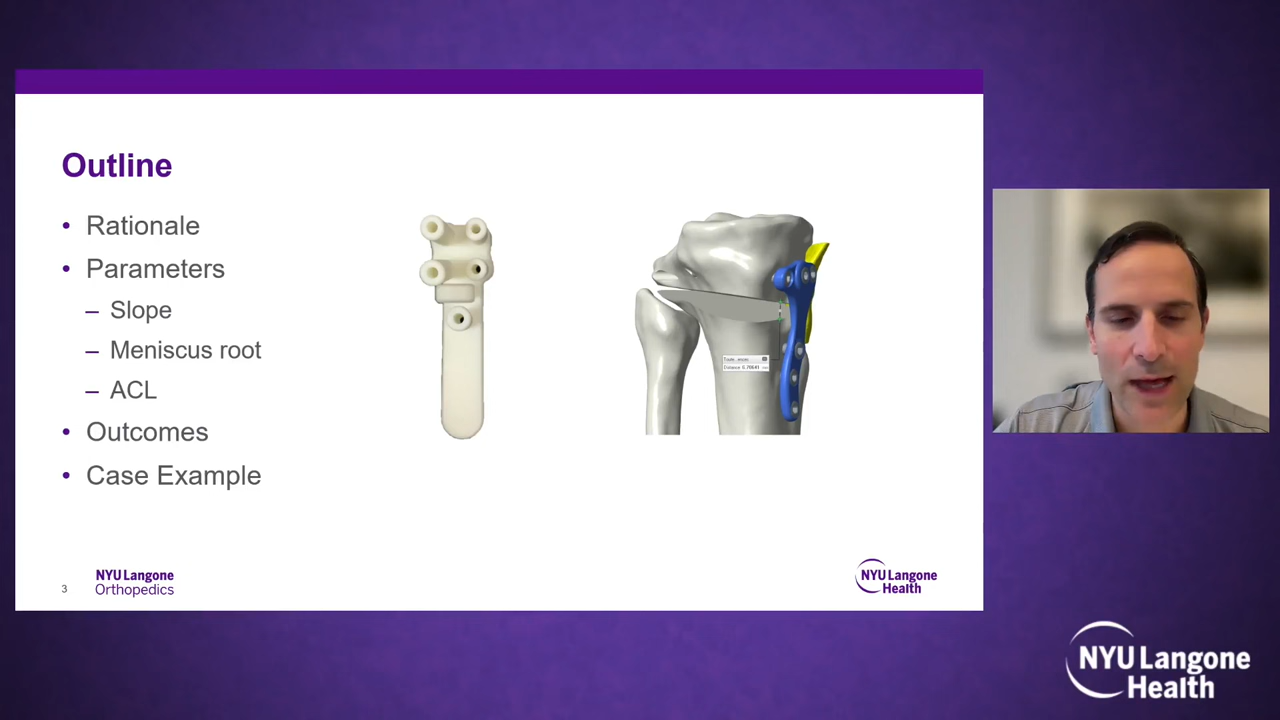 Outline
• Rationale
• Parameters
– Slope
– Meniscus root
– ACL
• Outcomes
• Case Example
3
NYU Langone
Orthopedics
NYU Langone
Health
NYU Langone
Health